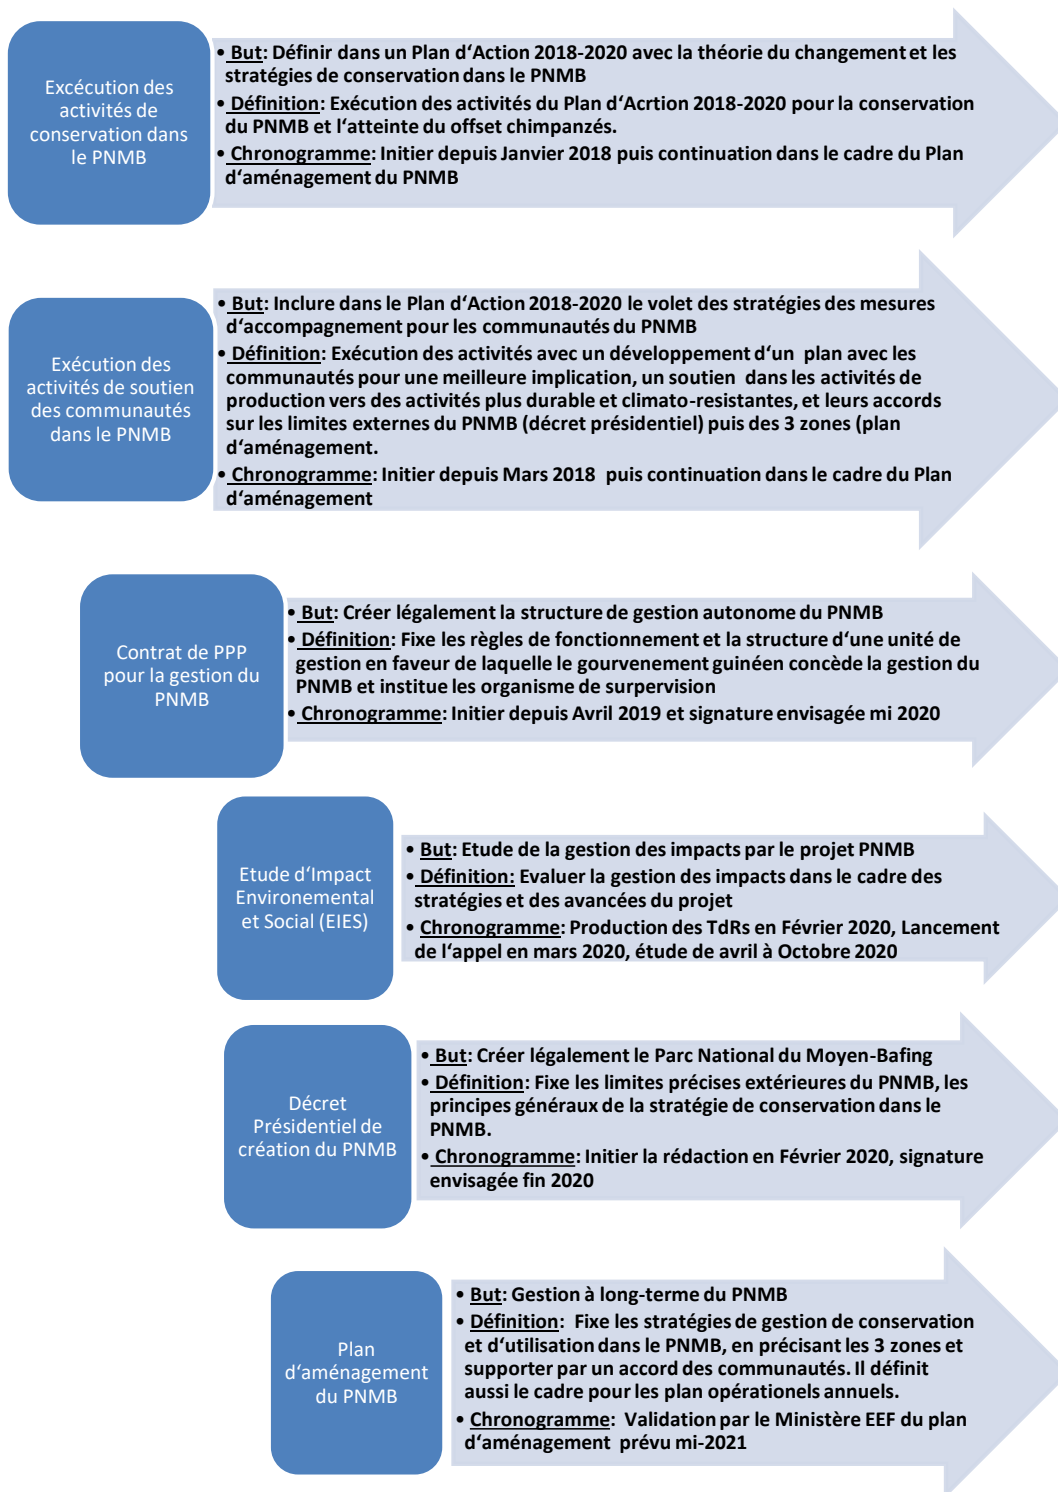 Excécution des
activités de
conservation dans
le PNMB
• But: Définir dans un Plan d‘Action 2018-2020 avec la théorie du changement et les
stratégies de conservation dans le PNMB
• Définition: Exécution des activités du Plan d‘Acrtion 2018-2020 pour la conservation
du PNMB et l‘atteinte du offset chimpanzés.
• Chronogramme: Initier depuis Janvier 2018 puis continuation dans le cadre du Plan
d‘aménagement du PNMB
Exécution des
activités de soutien
des communautés
dans le PNMB
• But: Inclure dans le Plan d‘Action 2018-2020 le volet des stratégies des mesures
d‘accompagnement pour les communautés du PNMB
• Définition: Exécution des activités avec un développement d‘un plan avec les
communautés pour une meilleure implication, un soutien dans les activités de
production vers des activités plus durable et climato-resistantes, et leurs accords
sur les limites externes du PNMB (décret présidentiel) puis des 3 zones (plan
d‘aménagement.
• Chronogramme: Initier depuis Mars 2018 puis continuation dans le cadre du Plan
d‘aménagement
Contrat de PPP
pour la gestion du
PNMB
• But: Créer légalement la structure de gestion autonome du PNMB
• Définition: Fixe les règles de fonctionnement et la structure d‘une unité de
gestion en faveur de laquelle le gourvenement guinéen concède la gestion du
PNMB et institue les organisme de surpervision
• Chronogramme: Initier depuis Avril 2019 et signature envisagée mi 2020
Etude d‘Impact
Environemental
et Social (EIES)
• But: Etude de la gestion des impacts par le projet PNMB
• Définition: Evaluer la gestion des impacts dans le cadre des
stratégies et des avancées du projet
• Chronogramme: Production des TdRs en Février 2020, Lancement
de l‘appel en mars 2020, étude de avril à Octobre 2020
Décret
Présidentiel de
création du PNMB
• But: Créer légalement le Parc National du Moyen-Bafing
• Définition: Fixe les limites précises extérieures du PNMB, les
principes généraux de la stratégie de conservation dans le
PNMB.
• Chronogramme: Initier la rédaction en Février 2020, signature
envisagée fin 2020
Plan
d‘aménagement
du PNMB
• But: Gestion à long-terme du PNMB
• Définition: Fixe les stratégies de gestion de conservation
et d‘utilisation dans le PNMB, en précisant les 3 zones et
supporter par un accord des communautés. Il définit
aussi le cadre pour les plan opérationels annuels.
• Chronogramme: Validation par le Ministère EEF du plan
d‘aménagement prévu mi-2021